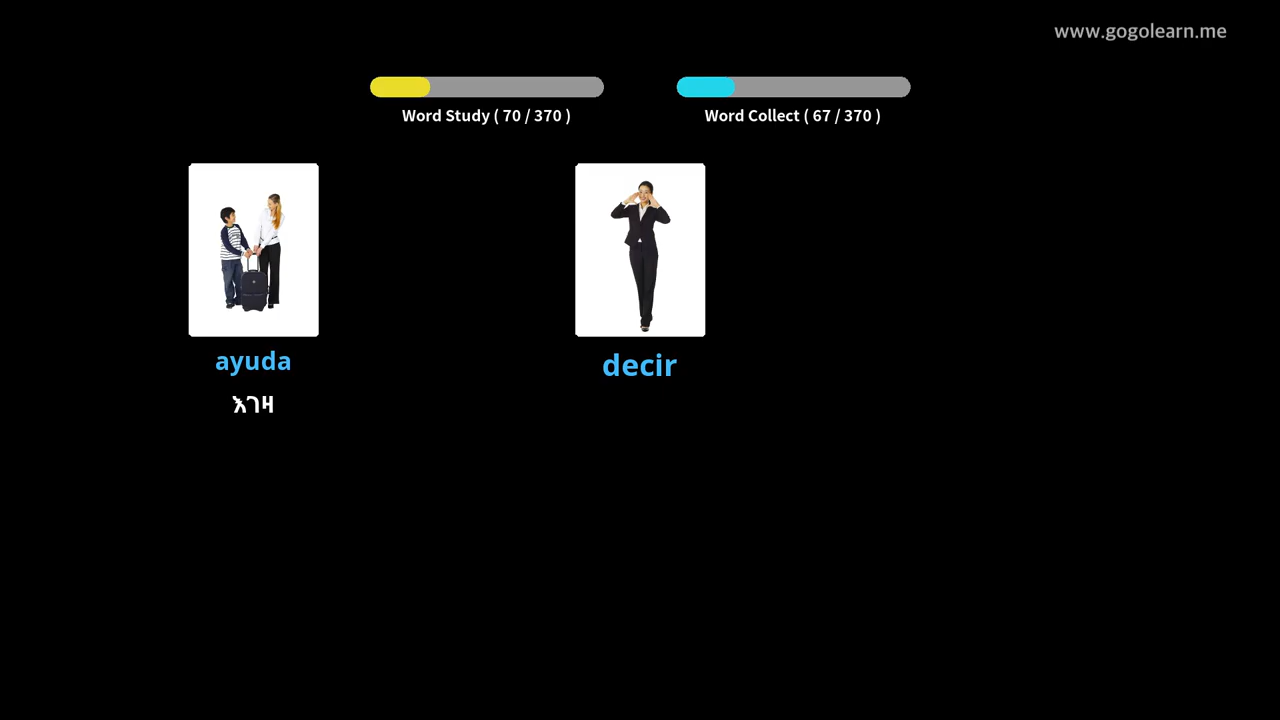 www.gogolearn.me
Word Study ( 70 / 370 )
Word Collect ( 67 / 370 )
ayuda
decir
እገዛ